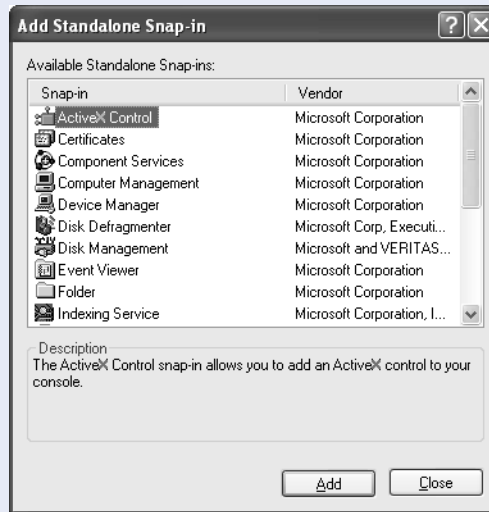 Add Standalone Snap-in
Available Standalone Snap-ins:
Snap-in Vendor
ActiveX Control Microsoft Corporation
Certificates Microsoft Corporation
Component Services Microsoft Corporation
Computer Management Microsoft Corporation
Device Manager Microsoft Corporation
Disk Defragmenter Microsoft Corp, Executi...
Disk Management Microsoft and VERITAS...
Event Viewer Microsoft Corporation
Folder Microsoft Corporation
Indexing Service Microsoft Corporation, I...
Description
The ActiveX Control snap-in allows you to add an ActiveX control to your
console.
Add Close